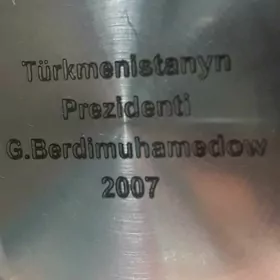 Türkmenistanyn
Prezidenti
G.Berdimuhamedow
2007